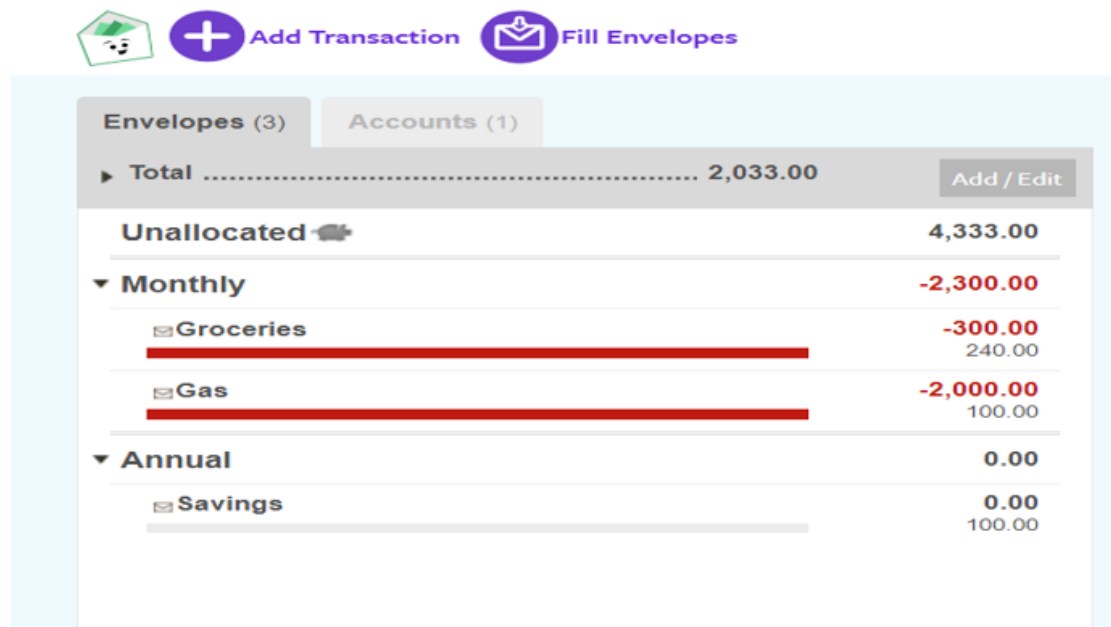 Add Transaction Fill Envelopes
Envelopes (3) Accounts (1)
Total ........................................................ 2,033.00 Add / Edit
Unallocated 4,333.00
Monthly -2,300.00
Groceries -300.00
240.00
Gas -2,000.00
100.00
Annual 0.00
Savings 0.00
100.00